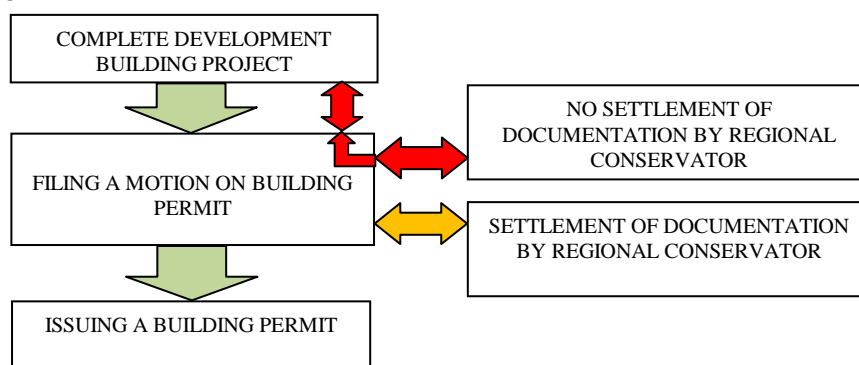 COMPLETE DEVELOPMENT
BUILDING PROJECT
NO SETTLEMENT OF
DOCUMENTATION BY REGIONAL
CONSERVATOR
FILING A MOTION ON BUILDING
PERMIT
SETTLEMENT OF DOCUMENTATION
BY REGIONAL CONSERVATOR
ISSUING A BUILDING PERMIT